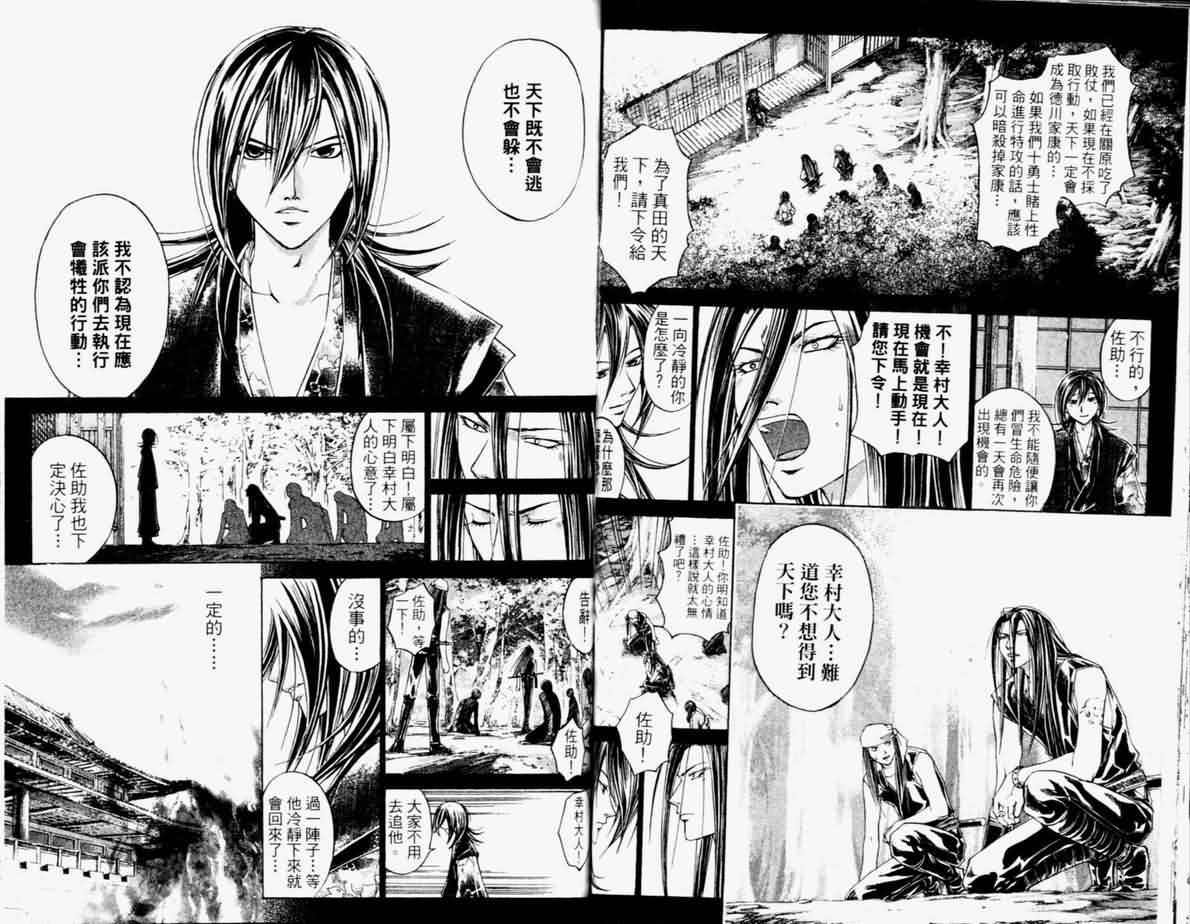 我們已經在關原吃了
敗仗，如果現在不採
取行動，天下一定會
成為德川家康的…
如果我們十勇士賭上性
命進行特攻的話，應該
可以暗殺掉家康…
為了真田的天
下，請下令給
我們！
不行的，
佐助…
我不能隨便讓你
們冒生命危險，
總有一天會再次
出現機會的。
不！幸村大人！
機會就是現在！
現在馬上動手！
請您下令！
一向冷靜的你
是怎麼了？
為什麼那
幸村大人…難
道您不想得到
天下嗎？
佐助！你明知道
幸村大人的心情
…這樣說就太無
禮了吧？
佐助！
天下既不會逃
也不會躲…
我不認為現在應
該派你們去執行
會犧牲的行動…
屬下明白！屬
下明白幸村大
人的心意了…
佐助我也下
定決心了…
告辭！
佐助，等
一下！
佐助！
幸村大人！
大家不用
去追他。
沒事的…
過一陣子…等
他冷靜下來就
會回來了…
一定的……